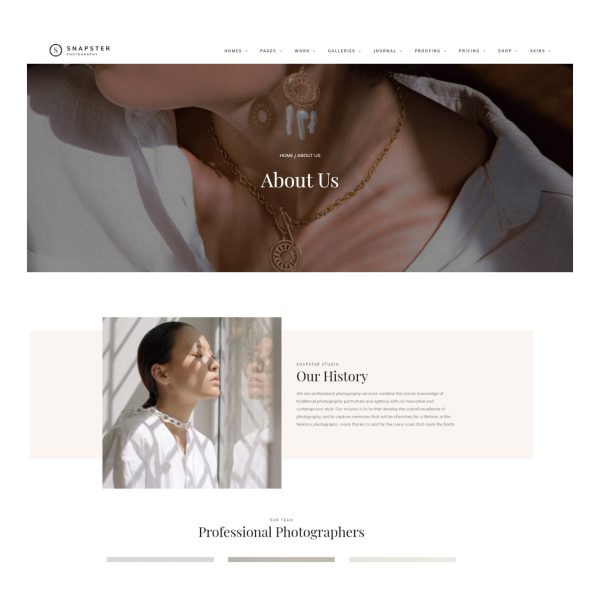 S SNAPSTER
PHOTOGRAPHY
HOMES PAGES WORK GALLERIES JOURNAL PROOFING PRICING SHOP SKINS
HOME / ABOUT US
About Us
SNAPSTER STUDIO
Our History
We are professional photography services combine the classic knowledge of
traditional photographic portraiture and lighting with an innovative and
contemporary style. Our mission is to further develop the overall excellence of
photography and to capture memories that will be cherished for a lifetime, in the
flawless photographs, made thanks to and for the many souls that roam the Earth.
OUR TEAM
Professional Photographers